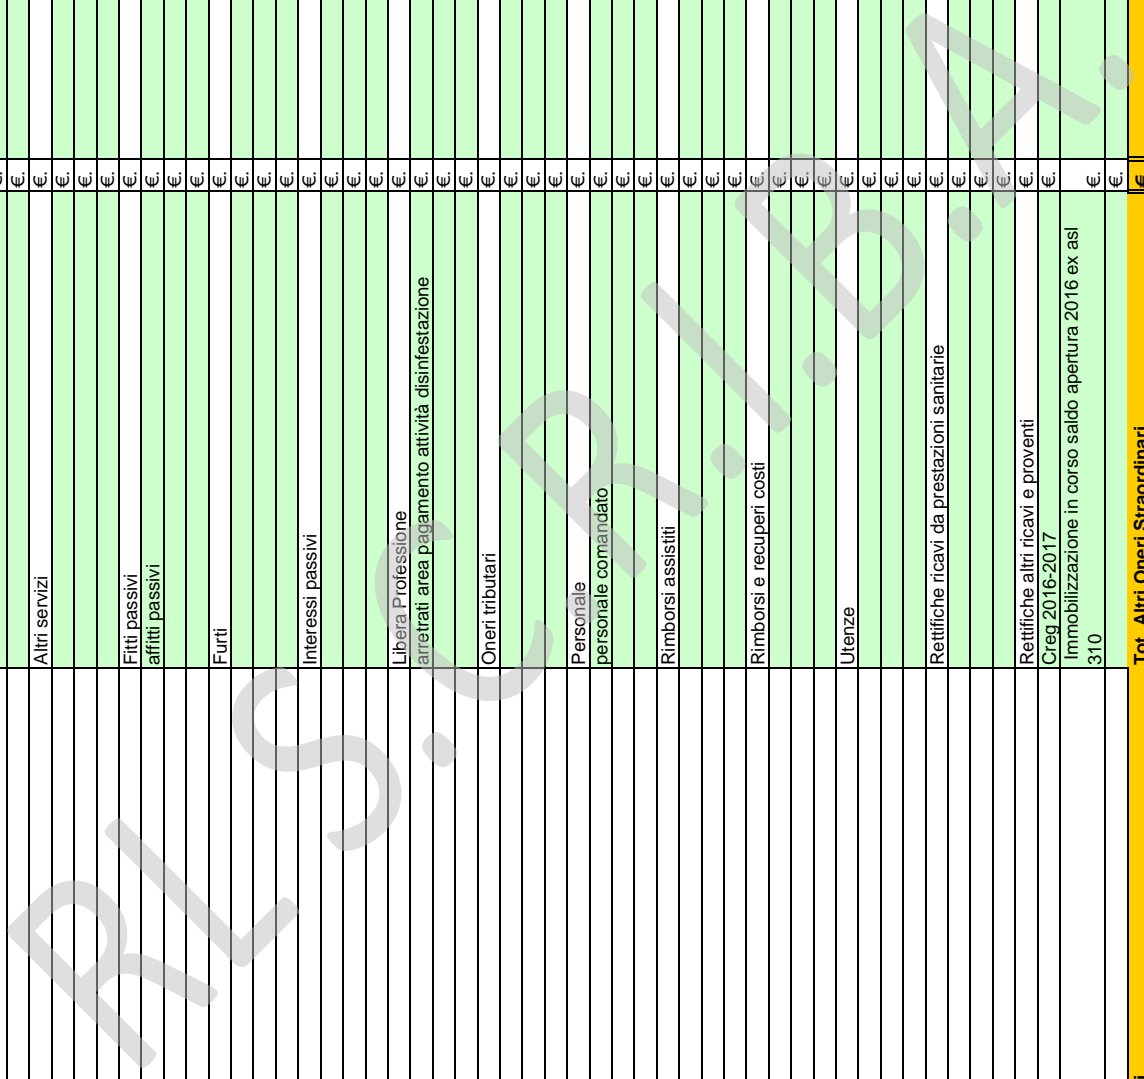 €.
€.
Altri servizi €.
€.
€.
€.
Fitti passivi €.
affitti passivi €.
€.
€.
Furti €.
€.
€.
€.
Interessi passivi €.
€.
€.
€.
Libera Professione €.
arretrati area pagamento attività disinfestazione €.
€.
€.
Oneri tributari €.
€.
€.
€.
Personale €.
personale comandato €.
€.
€.
Rimborsi assistiti €.
€.
€.
€.
Rimborsi e recuperi costi €.
€.
€.
€.
Utenze €.
€.
€.
€.
Rettifiche ricavi da prestazioni sanitarie €.
€.
€.
€.
Rettifiche altri ricavi e proventi €.
Creg 2016-2017 €.
Immobilizzazione in corso saldo apertura 2016 ex asl
310 €.
€.
Tot. Altri Oneri Straordinari €
RLS.C.R.I.B.A.